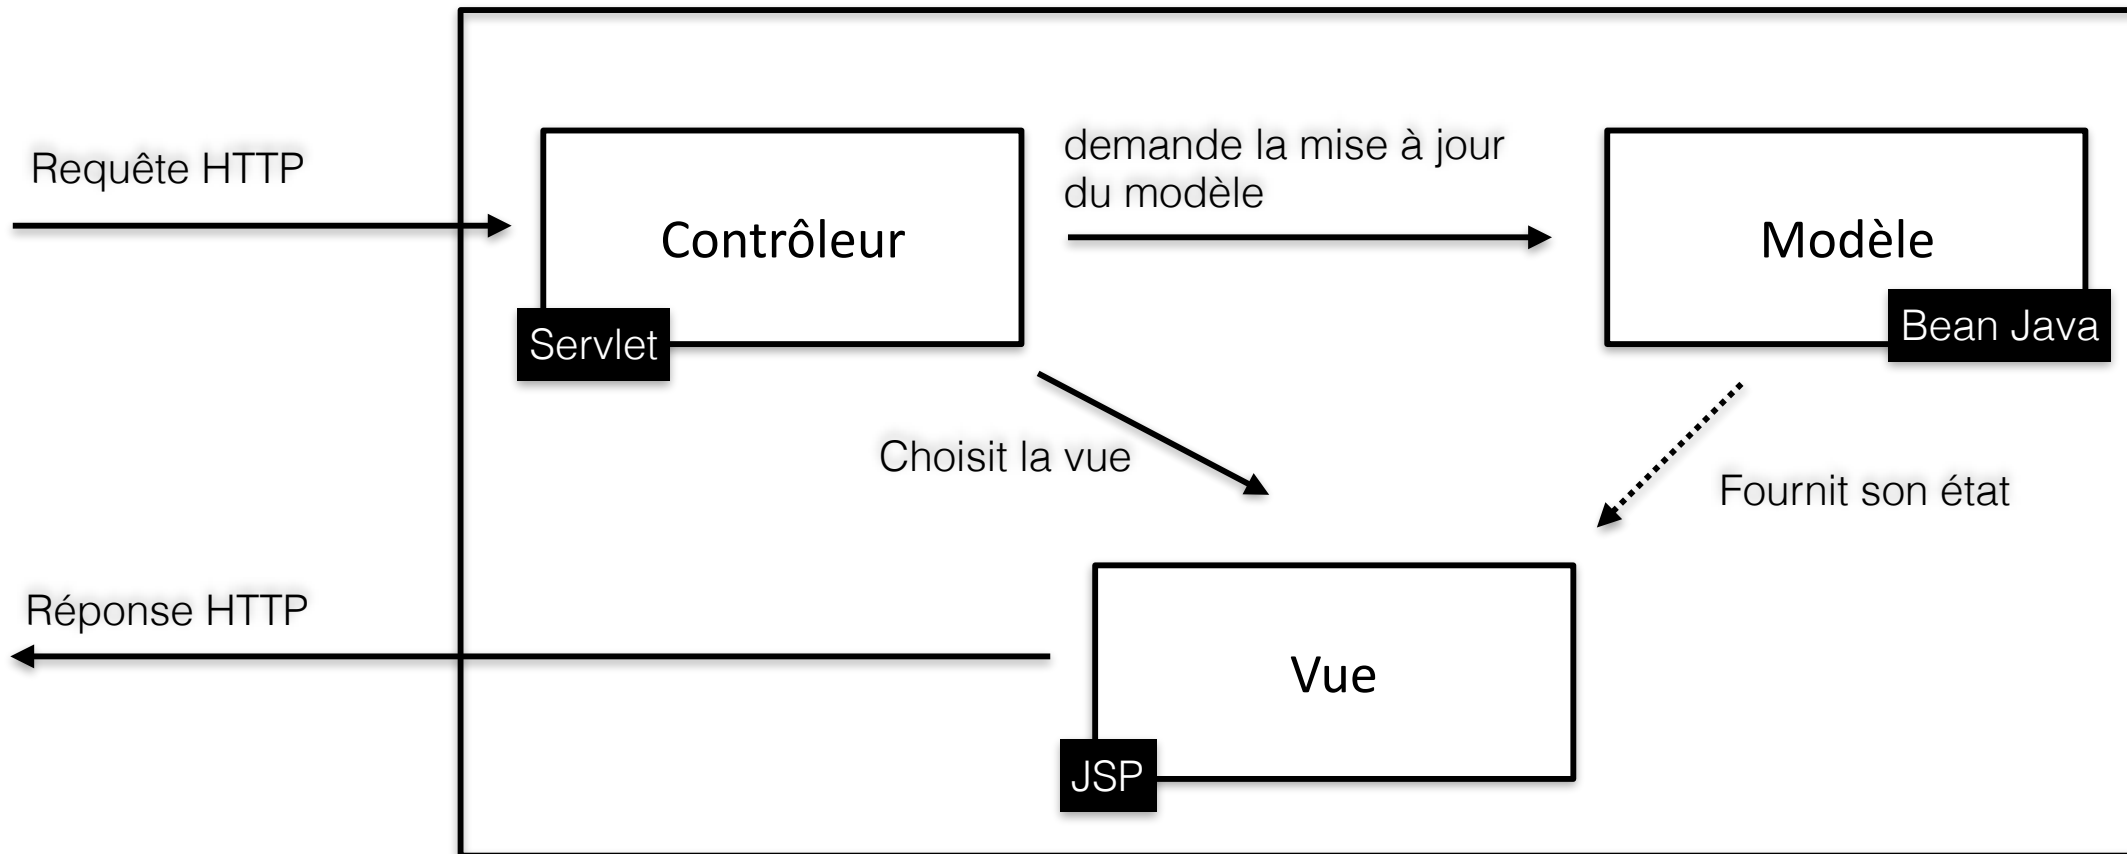 Requête HTTP
demande la mise à jour
du modèle
Contrôleur
Modèle
Servlet
Bean Java
Choisit la vue
Fournit son état
Réponse HTTP
Vue
JSP